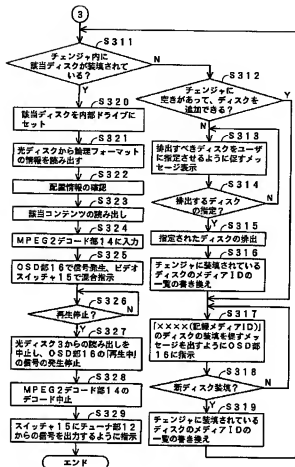 3
S311
チェンジャ内に
該当ディスクが装填されて
いる?
N
Y
S312
チェンジャに
空きがあって、ディスクを
追加できる?
Y
N
S320
該当ディスクを内部ドライブに
セット
S321
光ディスクから論理フォーマット
の情報を読み出す
S322
配置情報の確認
S323
該当コンテンツの読み出し
S324
MPEG2デコード部14に入力
S325
OSD部16で信号発生、ビデオ
スイッチャ15で混合指示
S326
再生停止?
N
Y
S327
光ディスク3からの読み出しを
中止し、OSD部16の「再生中」
の信号の発生停止
S328
MPEG2デコード部14の
デコード中止
S329
スイッチャ15にチューナ部12
からの信号を出力するように指示
エンド
S313
排出すべきディスクをユーザ
に指定させるように促すメッ
セージ表示
S314
排出するディスク
の指定?
N
Y
S315
指定されたディスクの排出
S316
チェンジャに装填されている
ディスクのメディアID
の一覧の書き換え
S317
「××××(記録メディアID)」
のディスクの装填を促すメッ
セージを出すようにOSD部
16に指示
S318
新ディスク装填?
N
Y
S319
チェンジャに装填されている
ディスクのメディアID
の一覧の書き換え